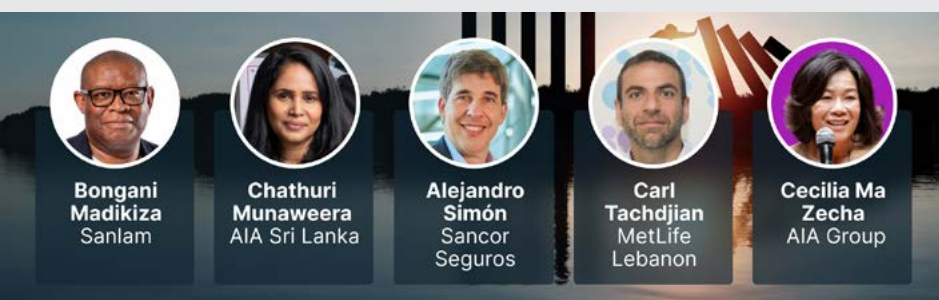 Bongani
Madikiza
Sanlam
Chathuri
Munaweera
AIA Sri Lanka
Alejandro
Simón
Sancor
Seguros
Carl
Tachdjian
MetLife
Lebanon
Cecilia Ma
Zecha
AIA Group